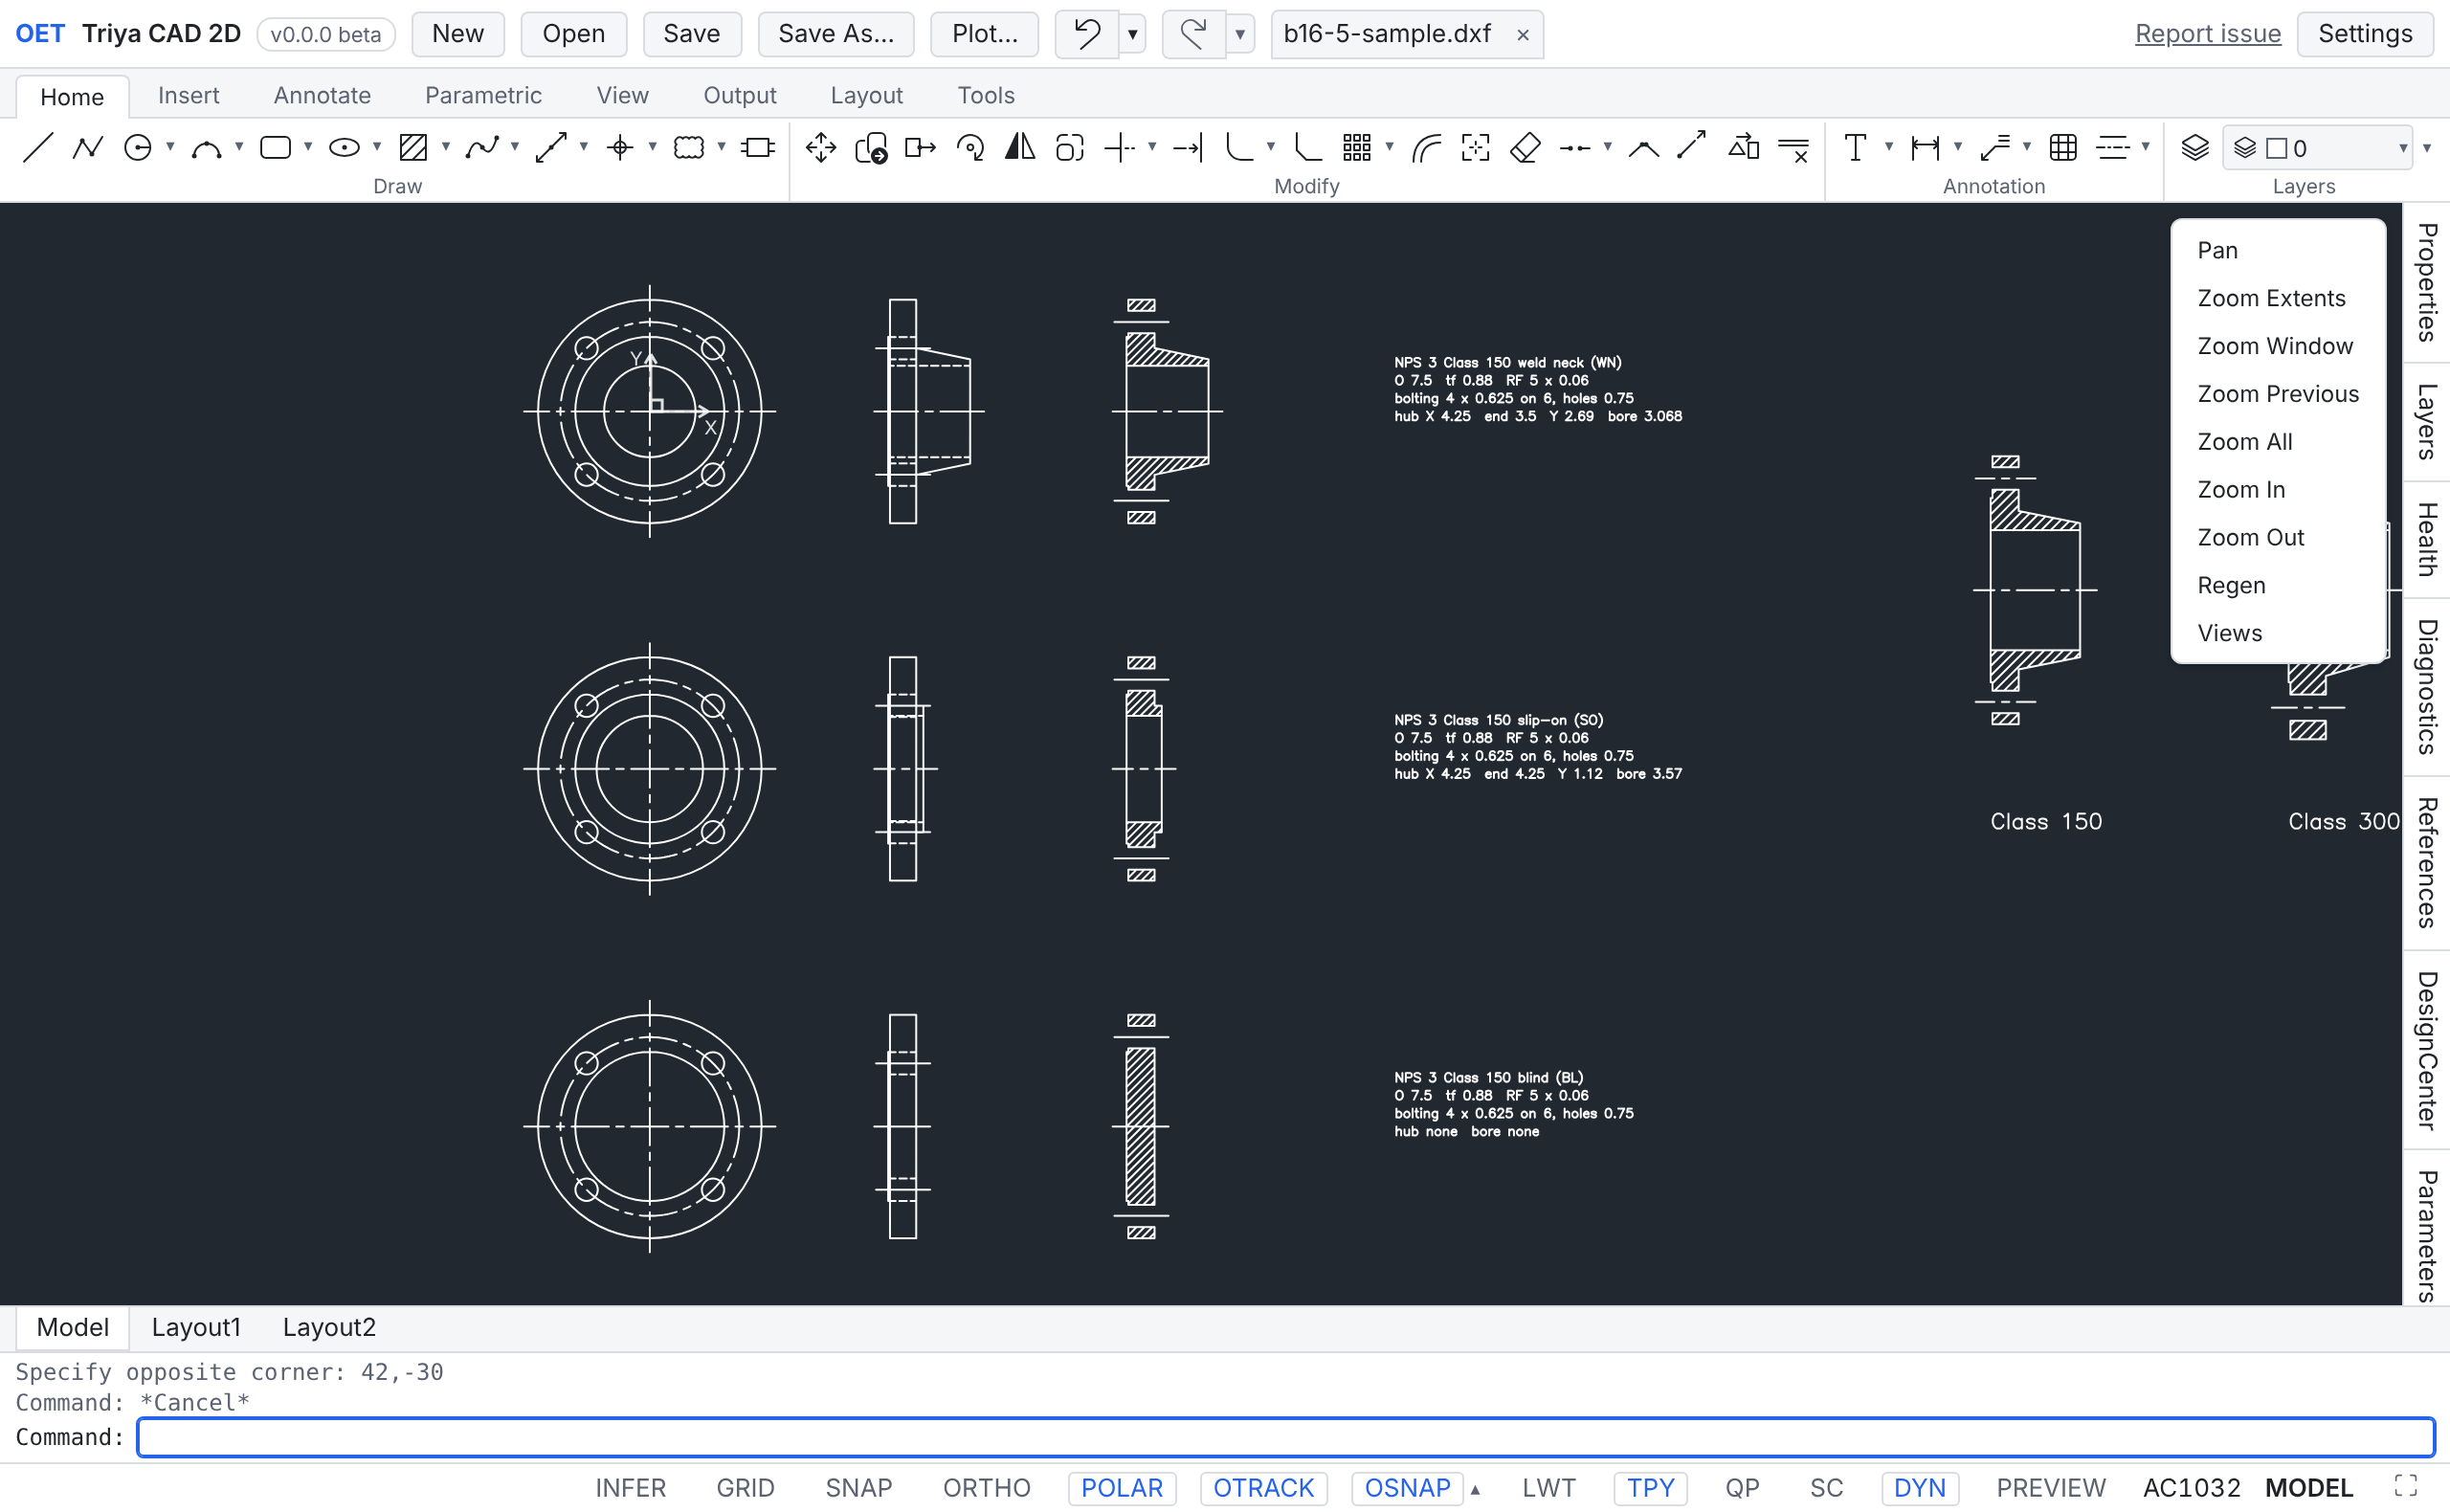 OET Triya CAD 2D v0.0.0 beta New Open Save Save As... Plot... b16-5-sample.dxf × Report issue Settings
Home Insert Annotate Parametric View Output Layout Tools
0
Draw Modify Annotation Layers
Pan
Zoom Extents
Zoom Window
Zoom Previous
Zoom All
Zoom In
Zoom Out
Regen
Views
Properties
Layers
Health
Diagnostics
References
DesignCenter
Parameters
Y
X
NPS 3 Class 150 weld neck (WN)
O 7.5 tf 0.88 RF 5 x 0.06
bolting 4 x 0.625 on 6, holes 0.75
hub X 4.25 end 3.5 Y 2.69 bore 3.068
NPS 3 Class 150 slip-on (SO)
O 7.5 tf 0.88 RF 5 x 0.06
bolting 4 x 0.625 on 6, holes 0.75
hub X 4.25 end 4.25 Y 1.12 bore 3.57
Class 150 Class 300
NPS 3 Class 150 blind (BL)
O 7.5 tf 0.88 RF 5 x 0.06
bolting 4 x 0.625 on 6, holes 0.75
hub none bore none
Model Layout1 Layout2
Specify opposite corner: 42,-30
Command: *Cancel*
Command:
INFER GRID SNAP ORTHO POLAR OTRACK OSNAP LWT TPY QP SC DYN PREVIEW AC1032 MODEL